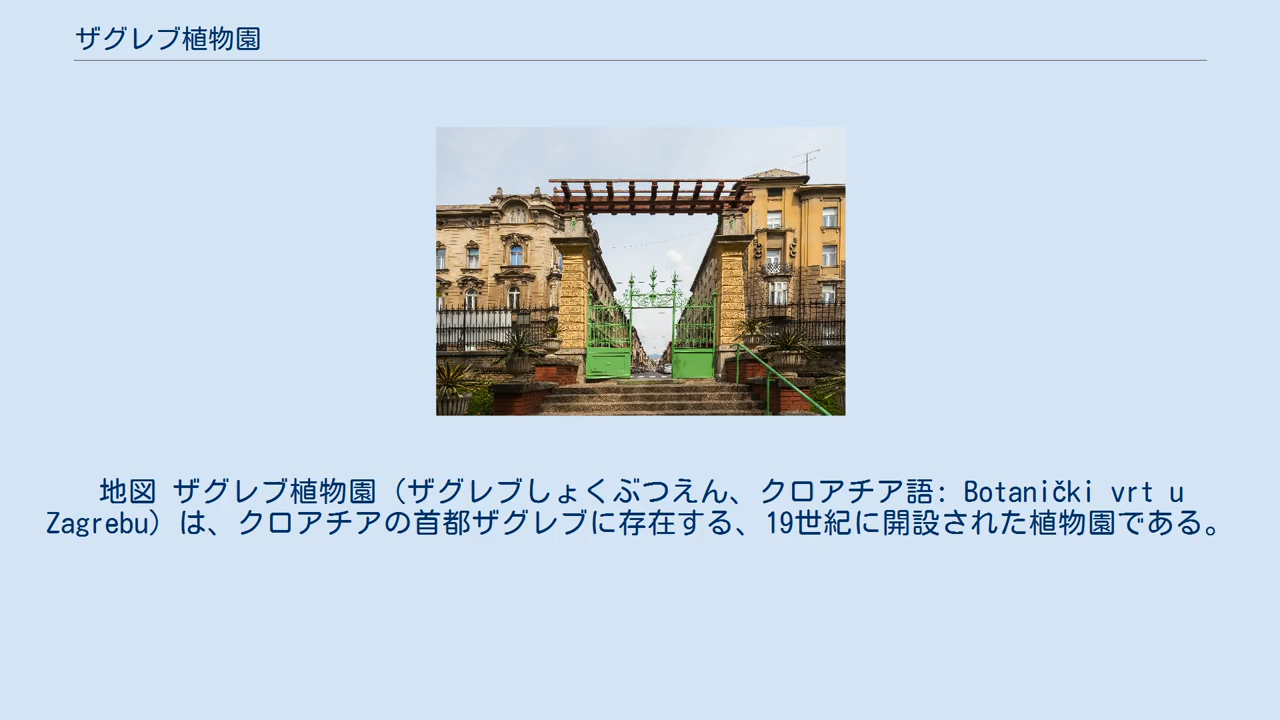 ザグレブ植物園
地図 ザグレブ植物園（ザグレブしょくぶつえん、クロアチア語: Botanički vrt u
Zagrebu）は、クロアチアの首都ザグレブに存在する、19世紀に開設された植物園である。